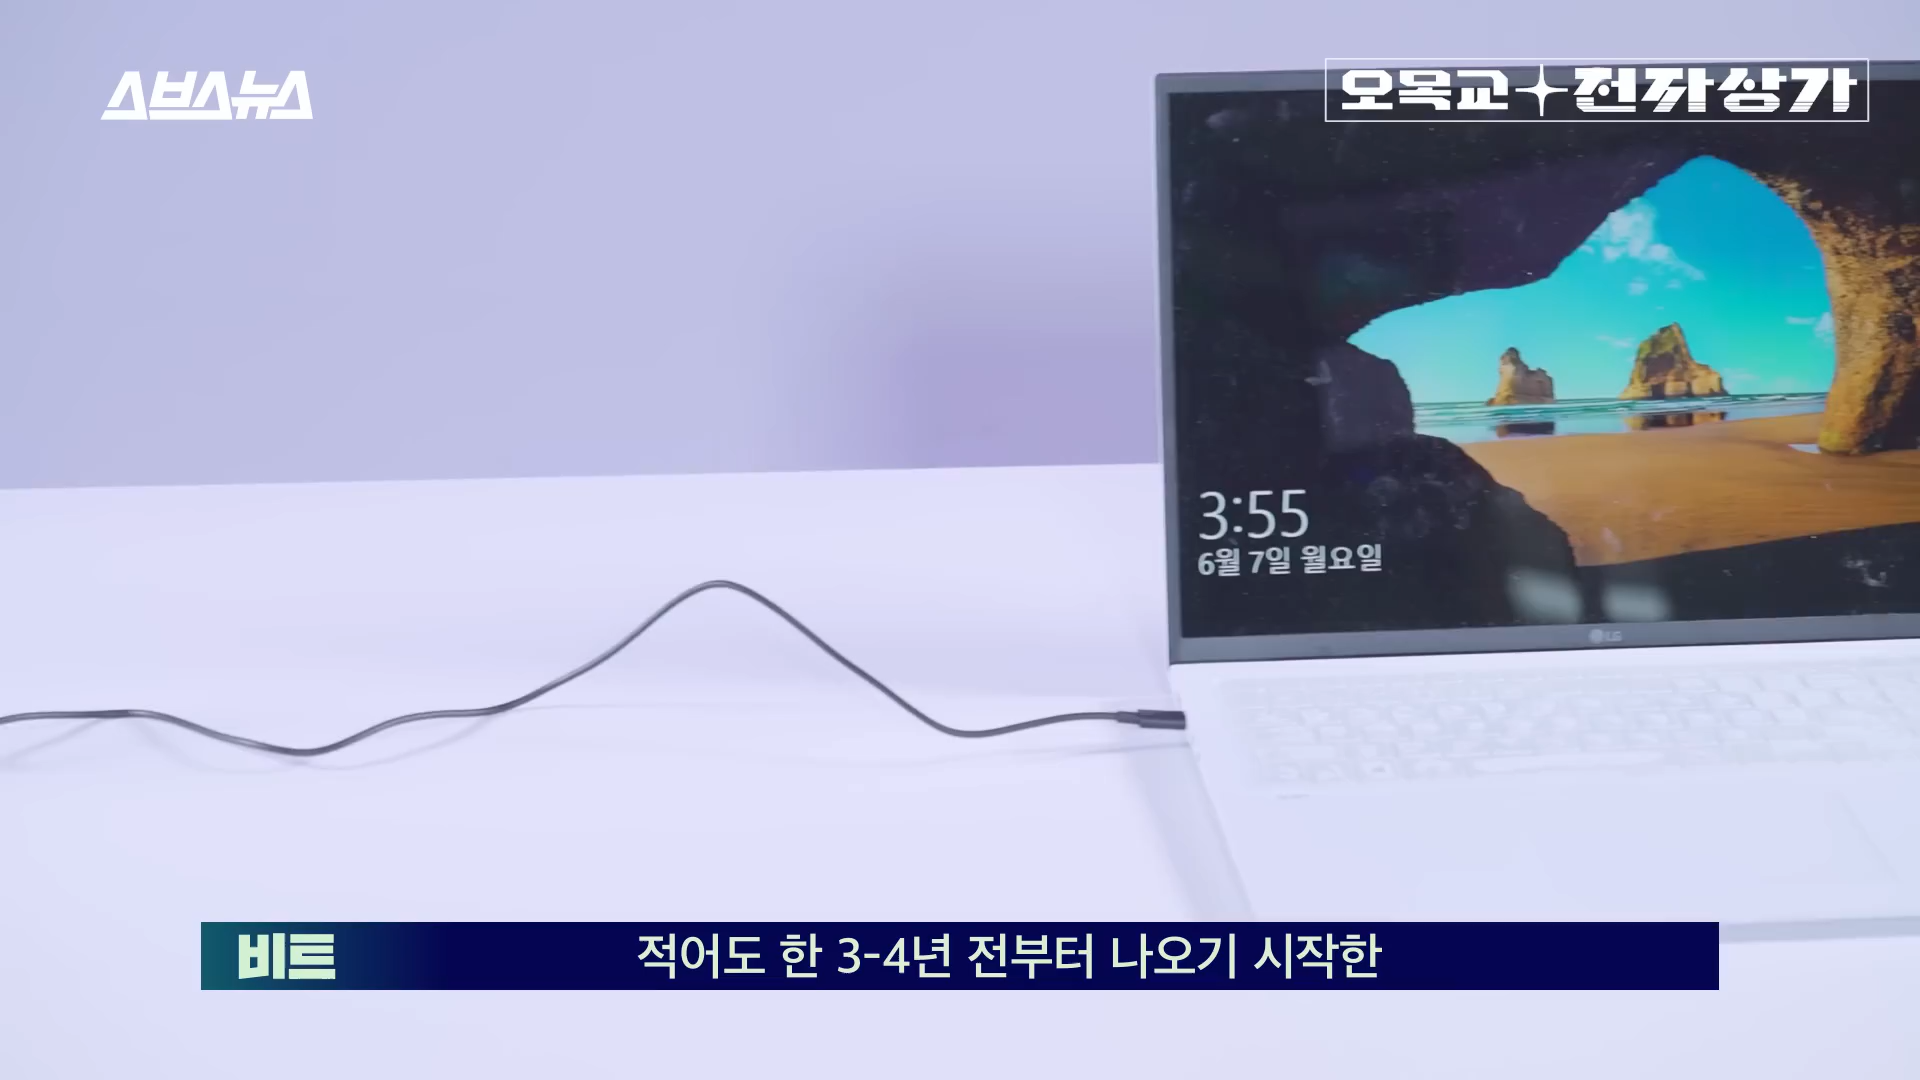 스브스뉴스
오목교 전자상가
3:55
6월 7일 월요일
LG
비트
적어도 한 3-4년 전부터 나오기 시작한